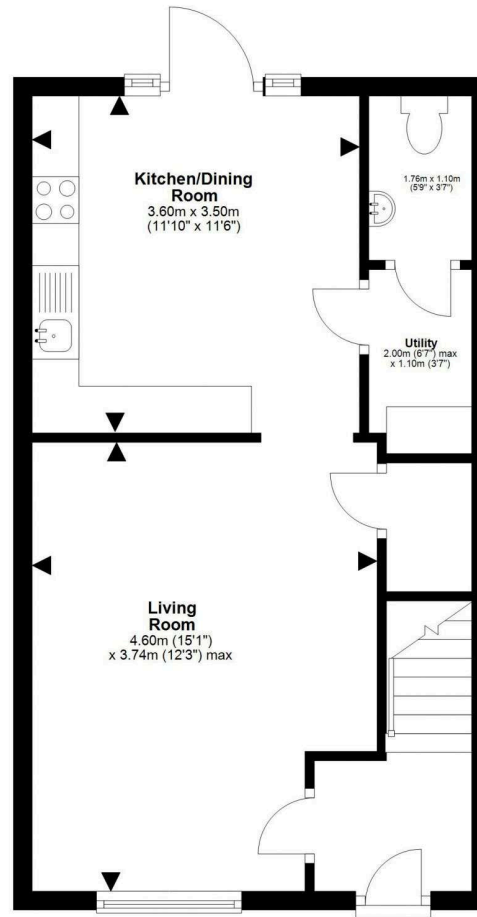 Kitchen/Dining
Room
3.60m x 3.50m
(11'10" x 11'6")
1.76m x 1.10m
(5'9" x 3'7")
Utility
2.00m (6'7") max
x 1.10m (3'7")
Living
Room
4.60m (15'1")
x 3.74m (12'3") max